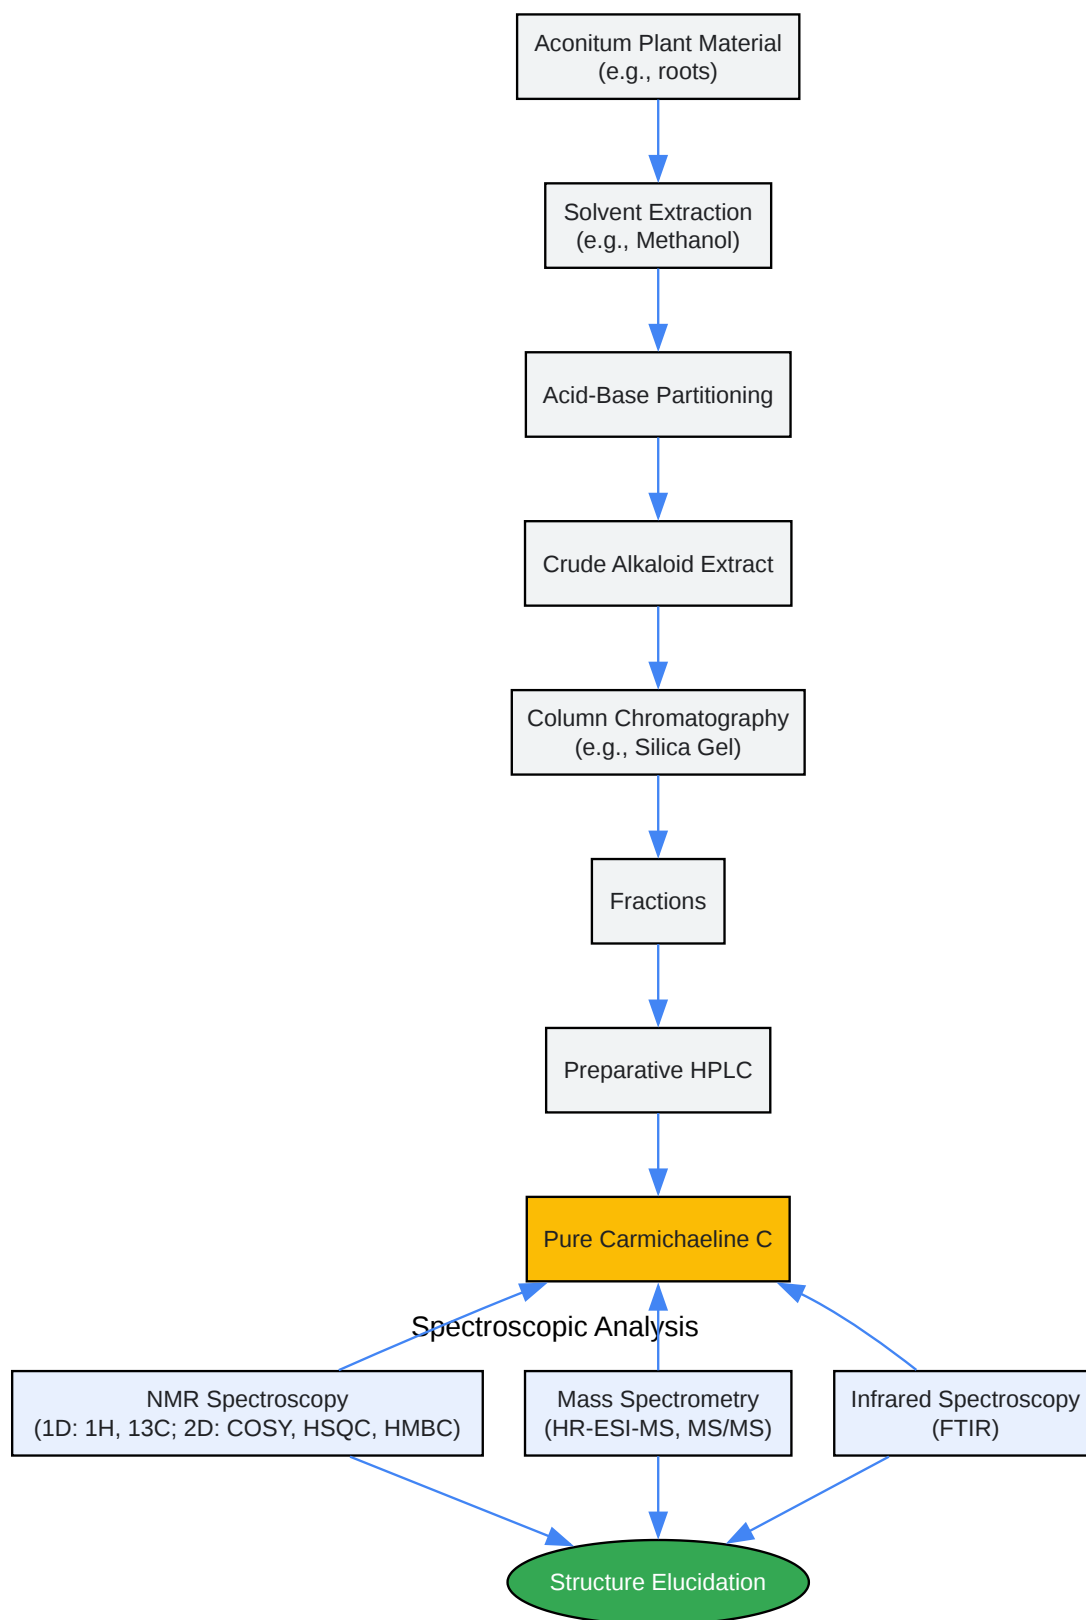 Aconitum Plant Material
(e.g., roots)
Solvent Extraction
(e.g., Methanol)
Acid-Base Partitioning
Crude Alkaloid Extract
Column Chromatography
(e.g., Silica Gel)
Fractions
Preparative HPLC
Pure Carmichaeline C
Spectroscopic Analysis
NMR Spectroscopy
(1D: 1H, 13C; 2D: COSY, HSQC, HMBC)
Mass Spectrometry
(HR-ESI-MS, MS/MS)
Infrared Spectroscopy
(FTIR)
Structure Elucidation